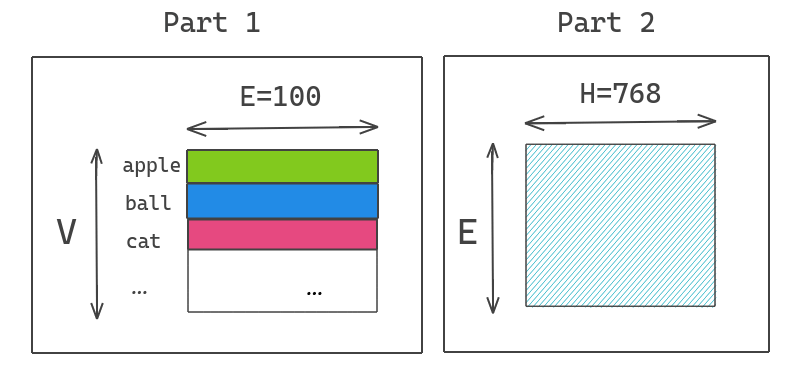 Part 1
E=100
V
apple
ball
cat
...
...
Part 2
H=768
E